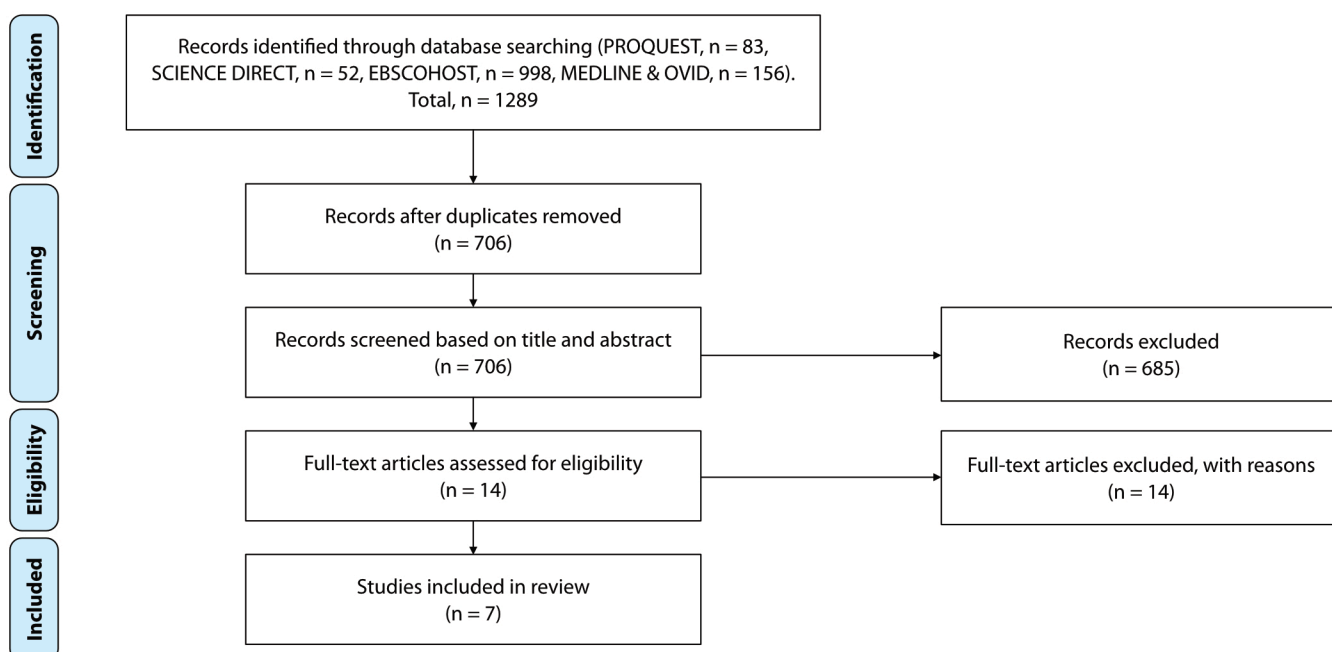 Identification
Records identified through database searching (PROQUEST, n = 83,
SCIENCE DIRECT, n = 52, EBSCOHOST, n = 998, MEDLINE & OVID, n = 156).
Total, n = 1289
Screening
Records after duplicates removed
(n = 706)
Records screened based on title and abstract
(n = 706)
Records excluded
(n = 685)
Eligibility
Full-text articles assessed for eligibility
(n = 14)
Full-text articles excluded, with reasons
(n = 14)
Included
Studies included in review
(n = 7)